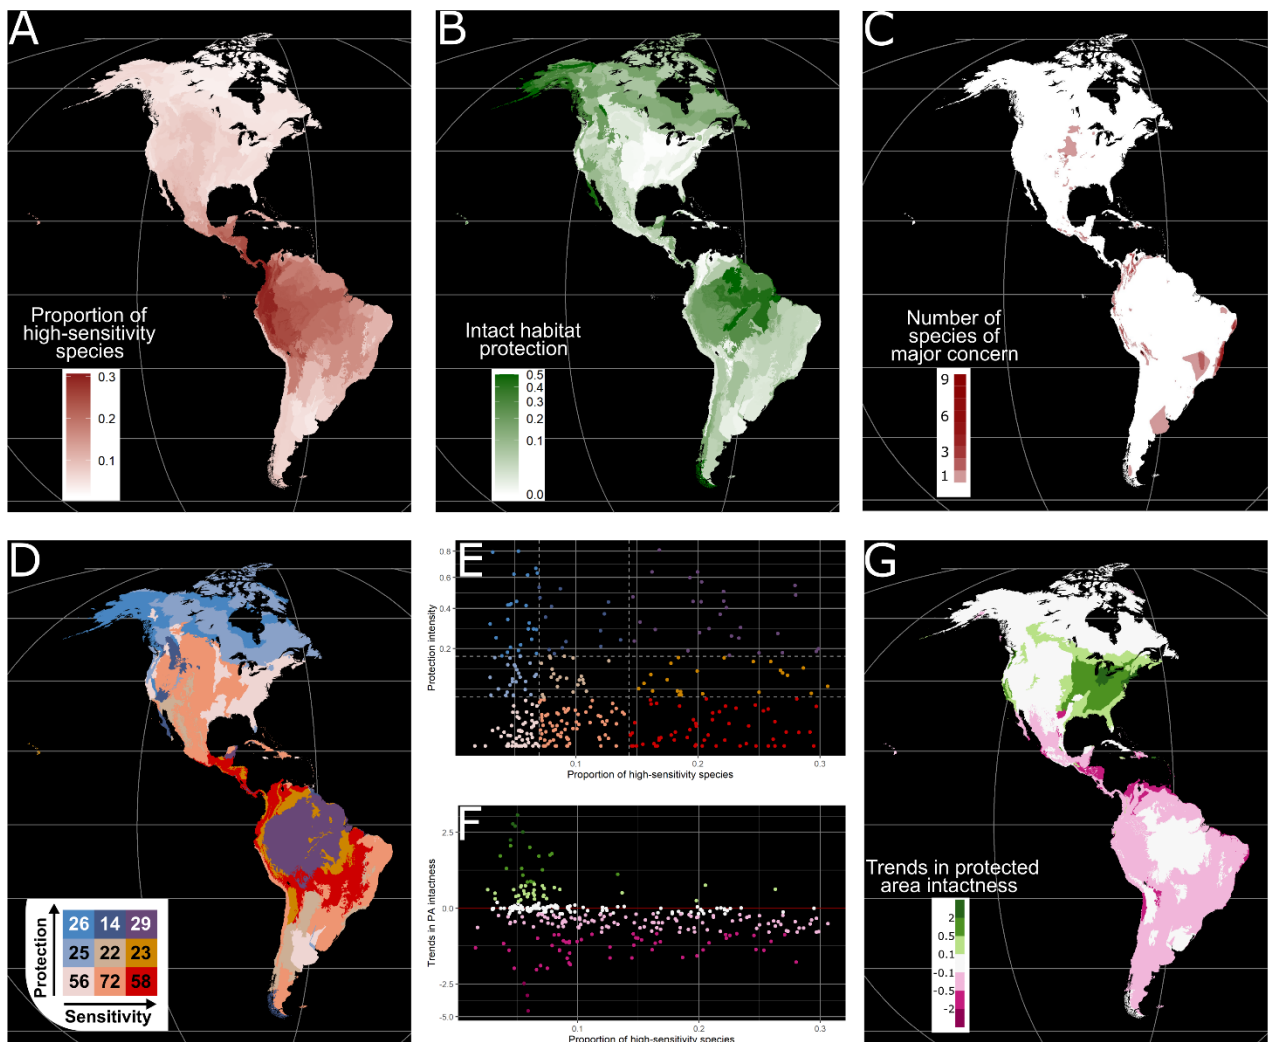 A
Proportion of
high-sensitivity
species
0.3
0.2
0.1
B
Intact habitat
protection
0.5
0.4
0.3
0.2
0.1
0.0
C
Number of
species of
major concern
9
6
3
1
D
Protection
26 14 29
25 22 23
56 72 58
Sensitivity
E
Protection intensity
0.8
0.6
0.4
0.2
0.1 0.2 0.3
Proportion of high-sensitivity species
F
Trends in PA intactness
2.5
0.0
-2.5
-5.0
0.1 0.2 0.3
Proportion of high-sensitivity species
G
Trends in protected
area intactness
2
0.5
0.1
-0.1
-0.5
-2